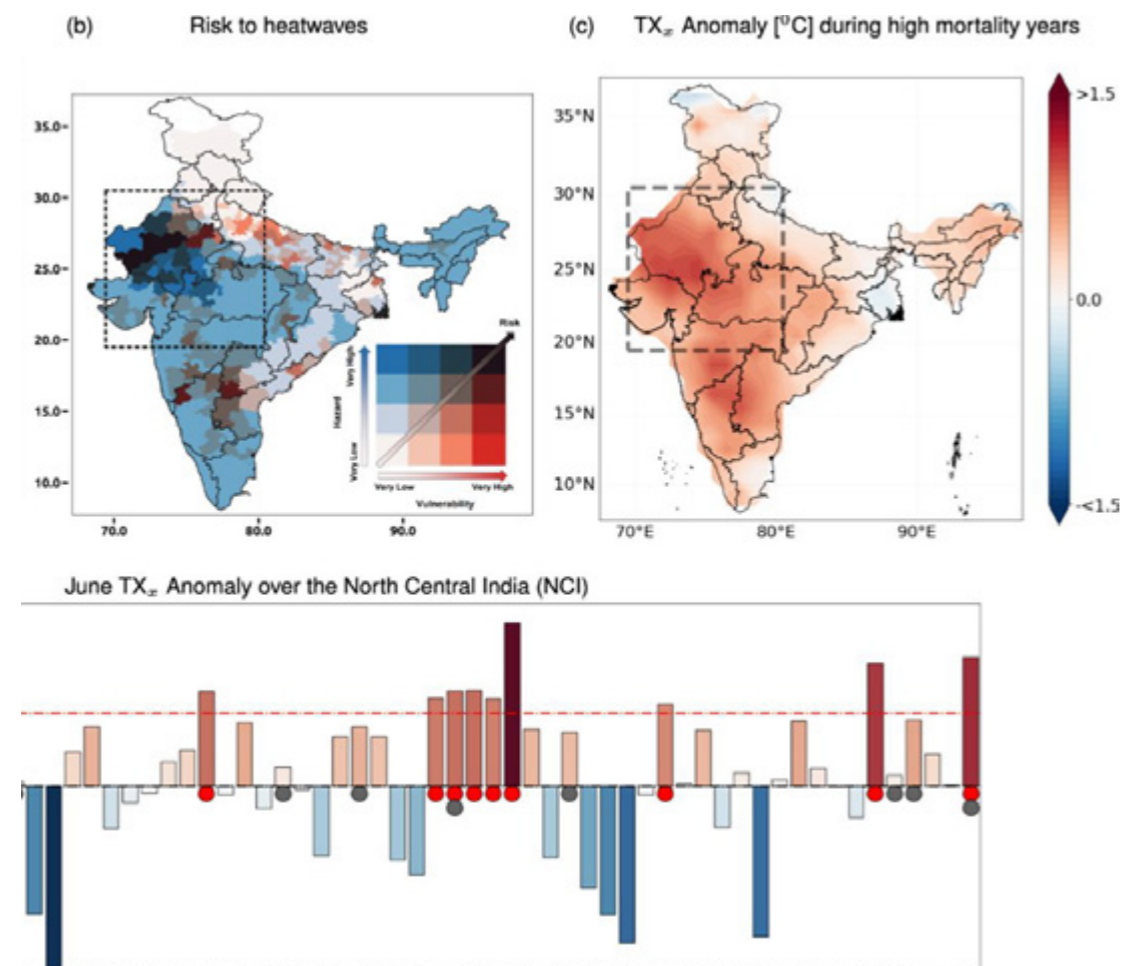 (b) Risk to heatwaves
(c) TXₓ Anomaly [⁰C] during high mortality years
35.0
30.0
25.0
20.0
15.0
10.0
70.0 80.0 90.0
Risk
Very High
Hazard
Very Low
Very Low Very High
Vulnerability
35°N
30°N
25°N
20°N
15°N
10°N
70°E 80°E 90°E
>1.5
0.0
-<1.5
June TXₓ Anomaly over the North Central India (NCI)